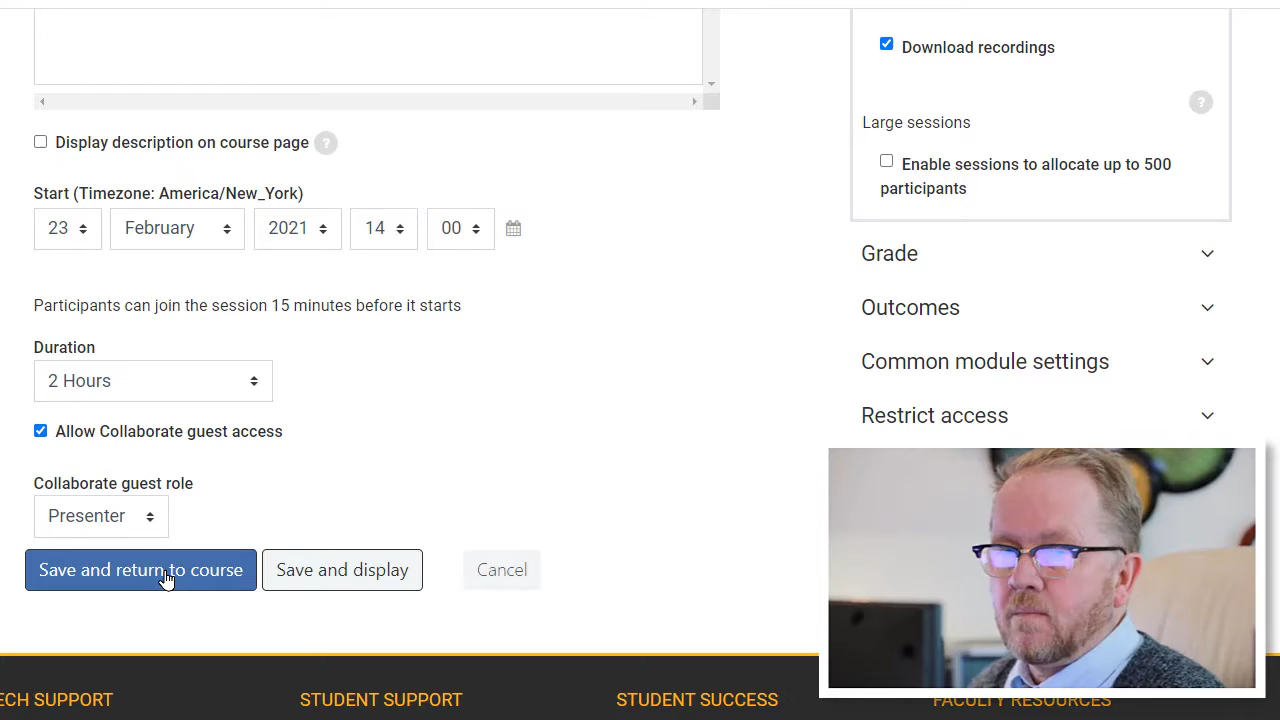 Download recordings
?
Large sessions
Enable sessions to allocate up to 500
participants
Display description on course page ?
Start (Timezone: America/New_York)
23 February 2021 14 00
Participants can join the session 15 minutes before it starts
Duration
2 Hours
Allow Collaborate guest access
Collaborate guest role
Presenter
Save and return to course Save and display Cancel
Grade
Outcomes
Common module settings
Restrict access
ECH SUPPORT STUDENT SUPPORT STUDENT SUCCESS FACULTY RESOURCES